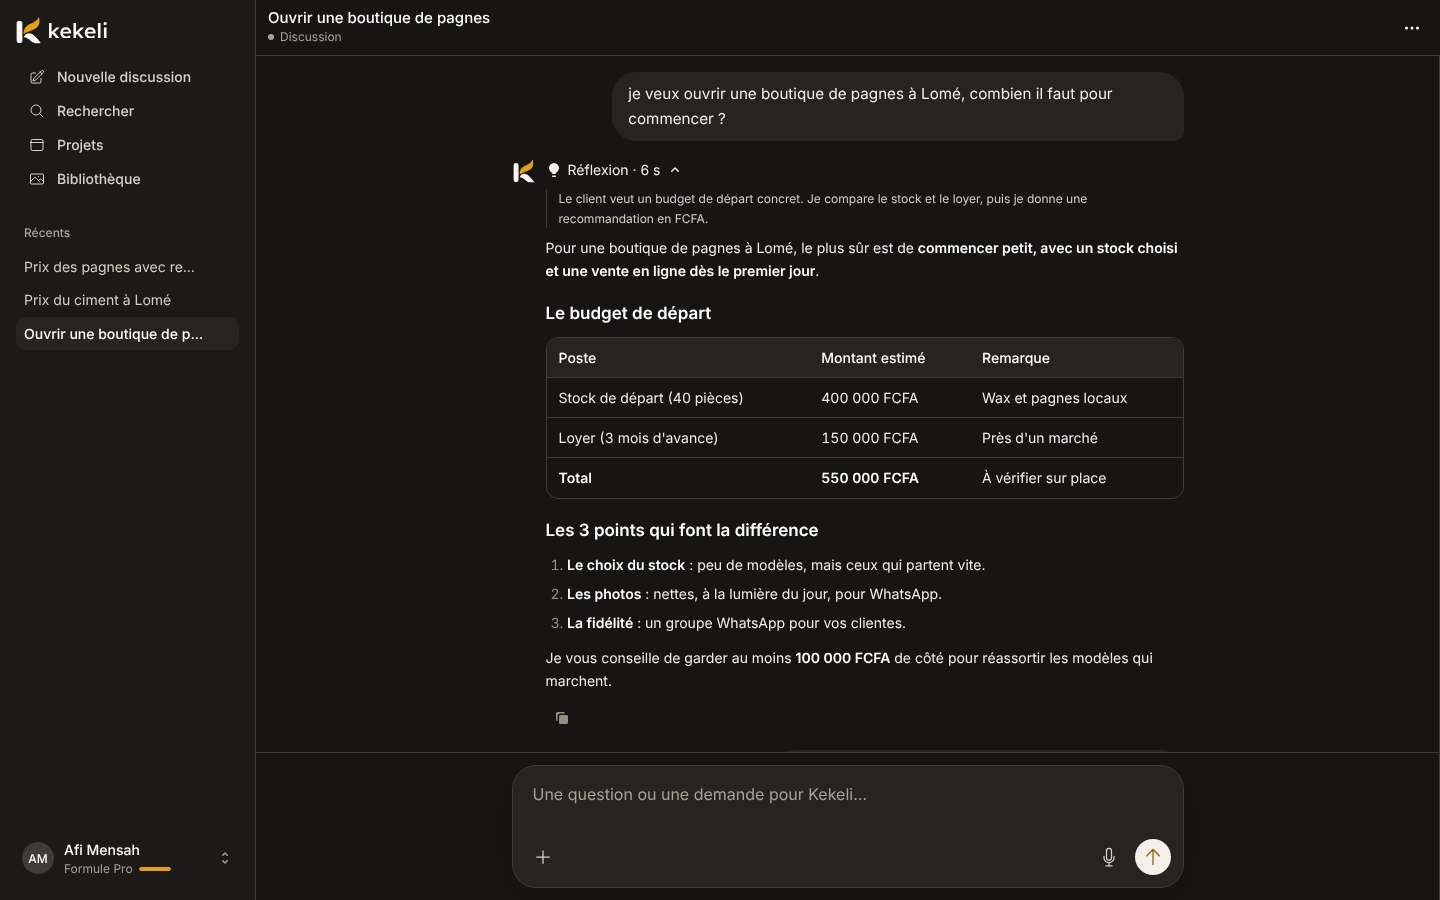 kekeli
Nouvelle discussion
Rechercher
Projets
Bibliothèque
Récents
Prix des pagnes avec re...
Prix du ciment à Lomé
Ouvrir une boutique de p...
AM
Afi Mensah
Formule Pro
Ouvrir une boutique de pagnes
Discussion
je veux ouvrir une boutique de pagnes à Lomé, combien il faut pour
commencer ?
Réflexion · 6 s
Le client veut un budget de départ concret. Je compare le stock et le loyer, puis je donne une
recommandation en FCFA.
Pour une boutique de pagnes à Lomé, le plus sûr est de commencer petit, avec un stock choisi
et une vente en ligne dès le premier jour.
Le budget de départ
Poste Montant estimé Remarque
Stock de départ (40 pièces) 400 000 FCFA Wax et pagnes locaux
Loyer (3 mois d'avance) 150 000 FCFA Près d'un marché
Total 550 000 FCFA À vérifier sur place
Les 3 points qui font la différence
1. Le choix du stock : peu de modèles, mais ceux qui partent vite.
2. Les photos : nettes, à la lumière du jour, pour WhatsApp.
3. La fidélité : un groupe WhatsApp pour vos clientes.
Je vous conseille de garder au moins 100 000 FCFA de côté pour réassortir les modèles qui
marchent.
Une question ou une demande pour Kekeli...